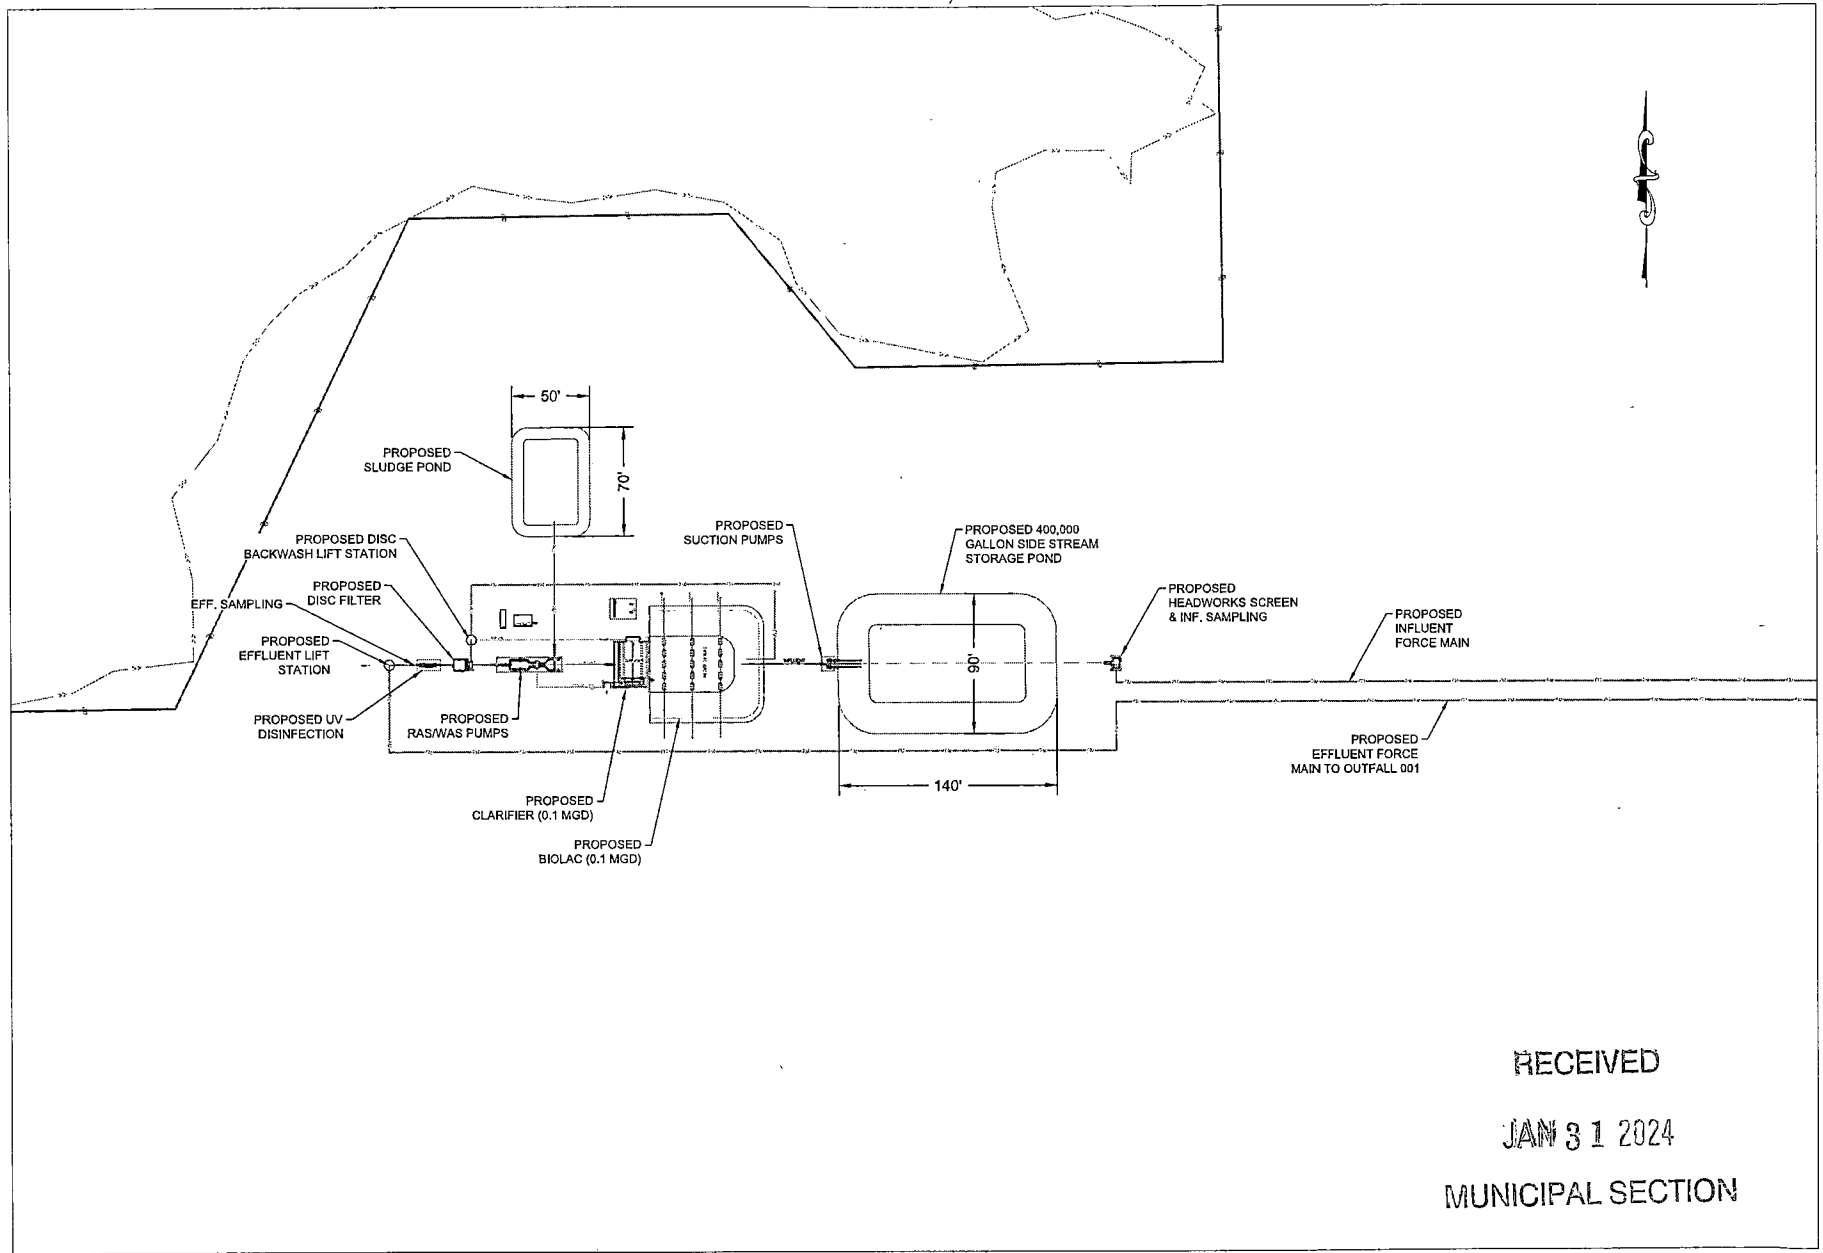 50'
PROPOSED
SLUDGE POND
70'
PROPOSED DISC
BACKWASH LIFT STATION
PROPOSED
SUCTION PUMPS
PROPOSED 400,000
GALLON SIDE STREAM
STORAGE POND
PROPOSED
DISC FILTER
EFF. SAMPLING
PROPOSED
HEADWORKS SCREEN
& INF. SAMPLING
PROPOSED
EFFLUENT LIFT
STATION
PROPOSED
INFLUENT
FORCE MAIN
90'
PROPOSED UV
DISINFECTION
PROPOSED
RAS/WAS PUMPS
PROPOSED
EFFLUENT FORCE
MAIN TO OUTFALL 001
140'
PROPOSED
CLARIFIER (0.1 MGD)
PROPOSED
BIOLAC (0.1 MGD)
RECEIVED
JAN 31 2024
MUNICIPAL SECTION